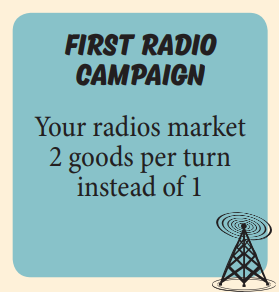 FIRST RADIO
CAMPAIGN
Your radios market
2 goods per turn
instead of 1